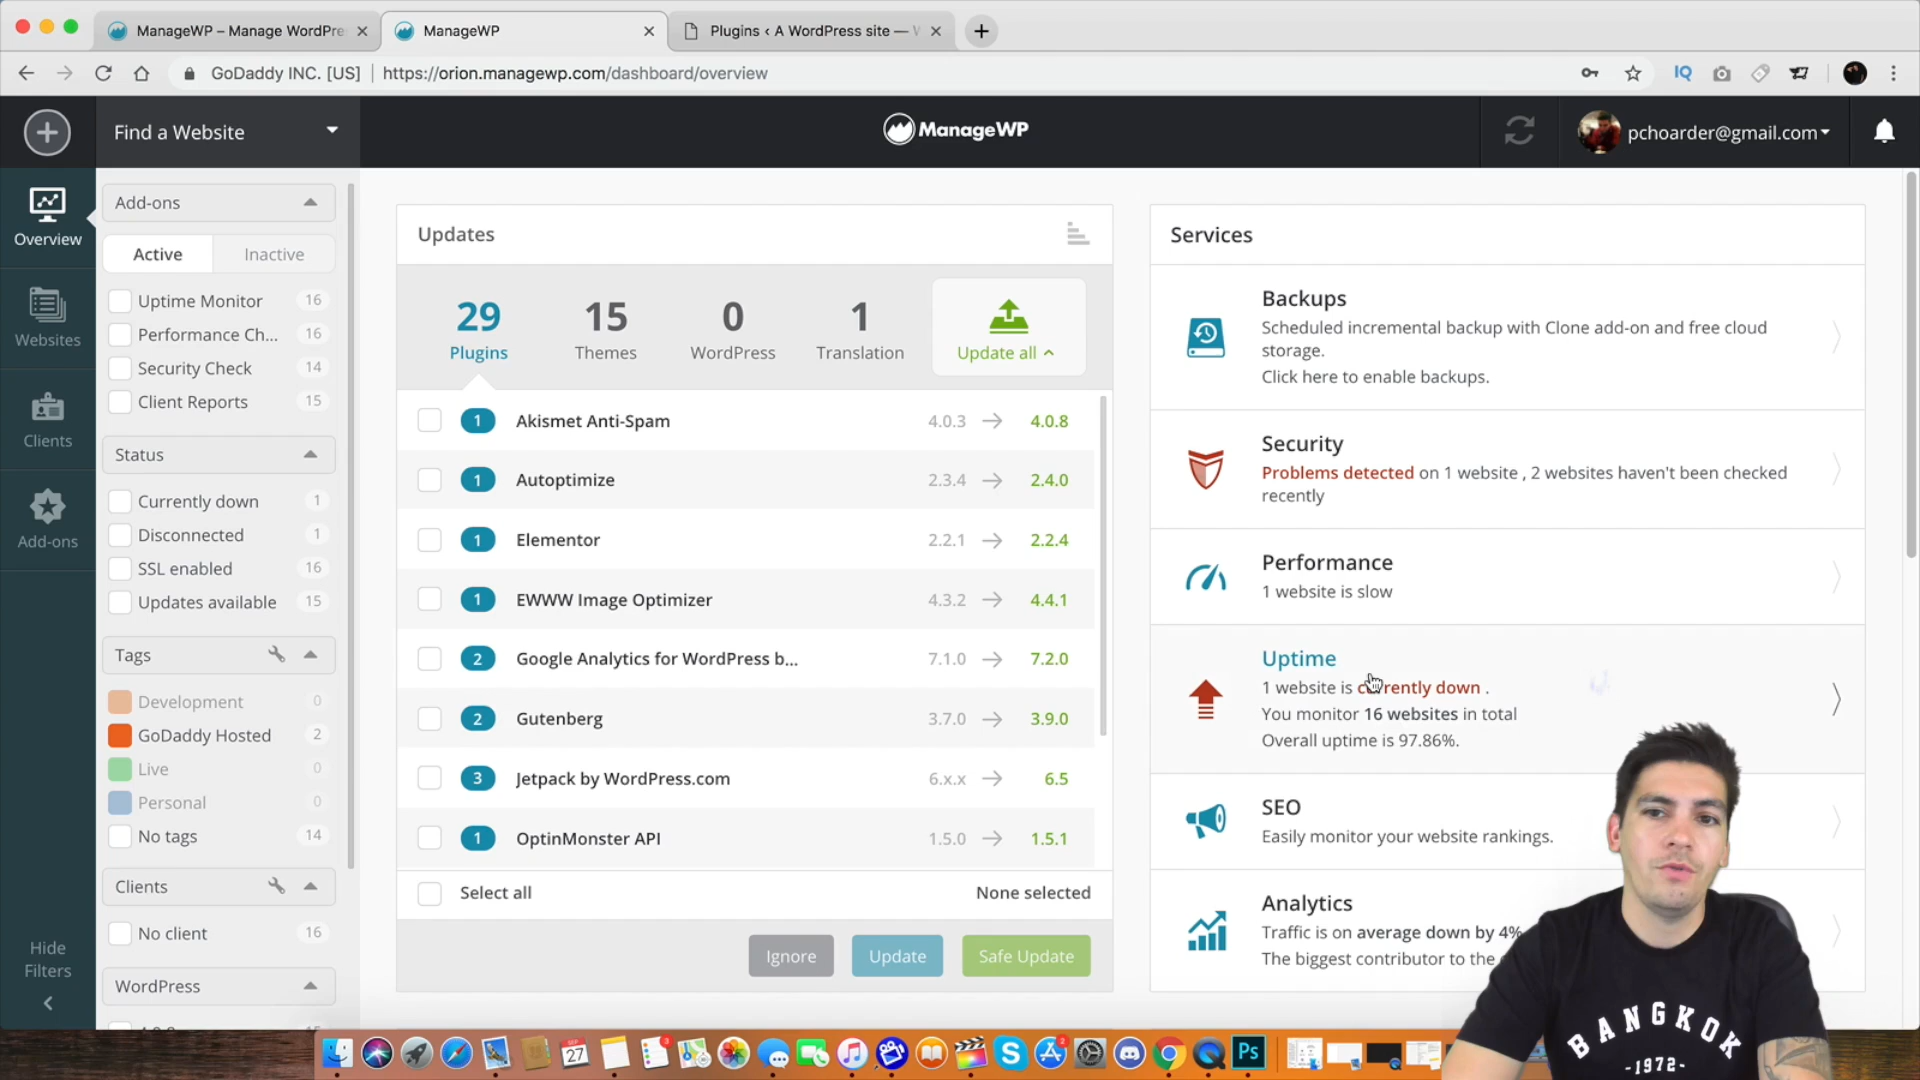 ManageWP – Manage WordPre
ManageWP
Plugins ‹ A WordPress site —
GoDaddy INC. [US]
https://orion.managewp.com/dashboard/overview
Find a Website
ManageWP
pchoarder@gmail.com
Overview
Websites
Clients
Add-ons
Hide
Filters
Add-ons
Active
Inactive
Uptime Monitor 16
Performance Ch... 16
Security Check 14
Client Reports 15
Status
Currently down 1
Disconnected 1
SSL enabled 16
Updates available 15
Tags
Development 0
GoDaddy Hosted 2
Live 0
Personal 0
No tags 14
Clients
No client 16
WordPress
Updates
29 Plugins
15 Themes
0 WordPress
1 Translation
Update all
1 Akismet Anti-Spam 4.0.3 → 4.0.8
1 Autoptimize 2.3.4 → 2.4.0
1 Elementor 2.2.1 → 2.2.4
1 EWWW Image Optimizer 4.3.2 → 4.4.1
2 Google Analytics for WordPress b... 7.1.0 → 7.2.0
2 Gutenberg 3.7.0 → 3.9.0
3 Jetpack by WordPress.com 6.x.x → 6.5
1 OptinMonster API 1.5.0 → 1.5.1
Select all
None selected
Ignore
Update
Safe Update
Services
Backups
Scheduled incremental backup with Clone add-on and free cloud
storage.
Click here to enable backups.
Security
Problems detected on 1 website , 2 websites haven't been checked
recently
Performance
1 website is slow
Uptime
1 website is currently down .
You monitor 16 websites in total
Overall uptime is 97.86%.
SEO
Easily monitor your website rankings.
Analytics
Traffic is on average down by 4%
The biggest contributor to the
BANGKOK
-1972-
SEP
27
Ps